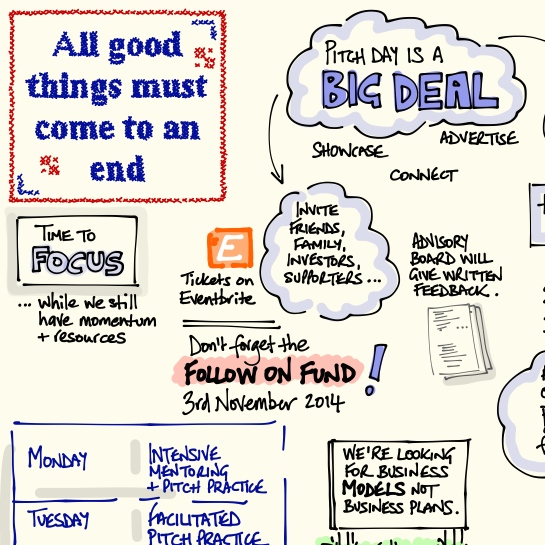 All good
things must
come to an
end
PITCH DAY IS A
BIG DEAL
SHOWCASE
ADVERTISE
CONNECT
TIME TO
FOCUS
... while we still
have momentum
+ resources
E
Tickets on
Eventbrite
INVITE
FRIENDS,
FAMILY,
INVESTORS,
SUPPORTERS ...
ADVISORY
BOARD WILL
GIVE WRITTEN
FEEDBACK.
Don't forget the
FOLLOW ON FUND!
3rd November 2014
MONDAY
INTENSIVE
MENTORING
+ PITCH PRACTICE
TUESDAY
FACILITATED
PITCH PRACTICE
WE'RE LOOKING
FOR BUSINESS
MODELS NOT
BUSINESS PLANS.